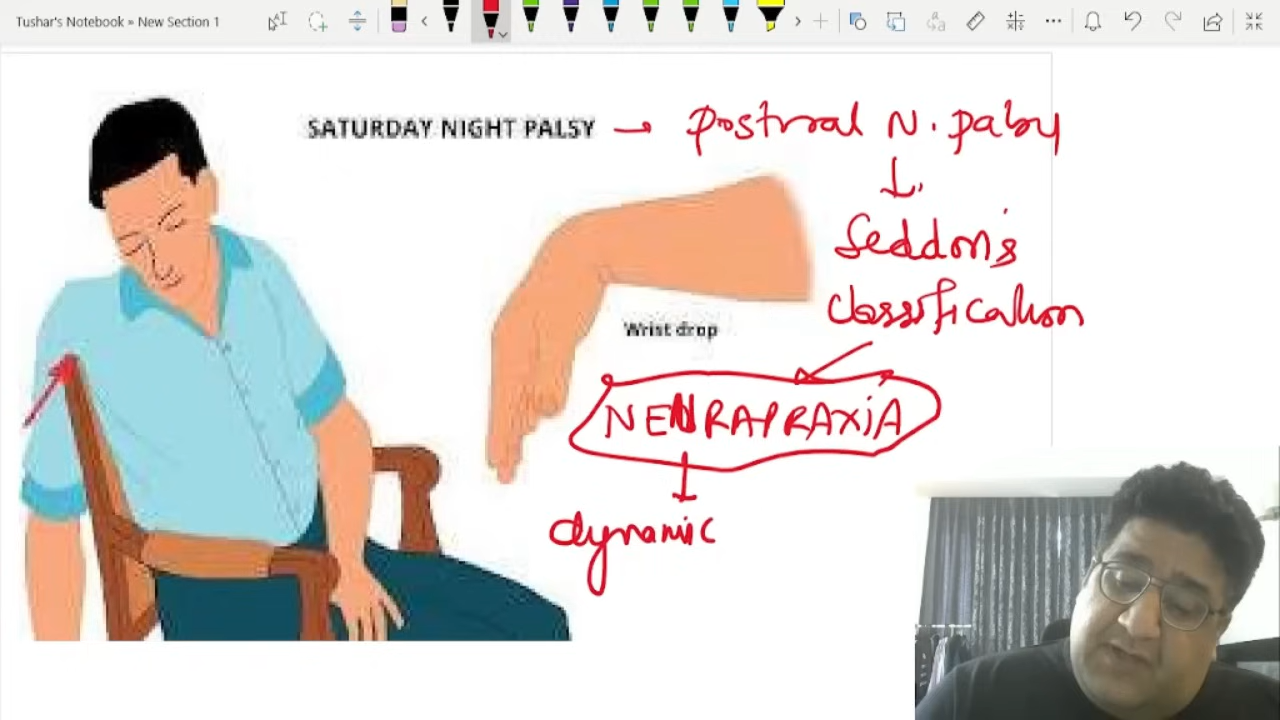 Tushar's Notebook » New Section 1
SATURDAY NIGHT PALSY → Postural N. palsy
Seddon's
classification
Wrist drop
NEURAPRAXiA
dynamic